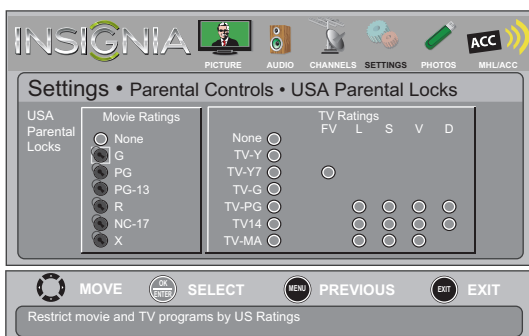 INSIGNIA
PICTURE AUDIO CHANNELS SETTINGS PHOTOS ACC MHL/ACC
Settings • Parental Controls • USA Parental Locks
USA Parental Locks
Movie Ratings
None
G
PG
PG-13
R
NC-17
X
TV Ratings
FV L S V D
None
TV-Y
TV-Y7
TV-G
TV-PG
TV14
TV-MA
MOVE OK ENTER SELECT MENU PREVIOUS EXIT EXIT
Restrict movie and TV programs by US Ratings